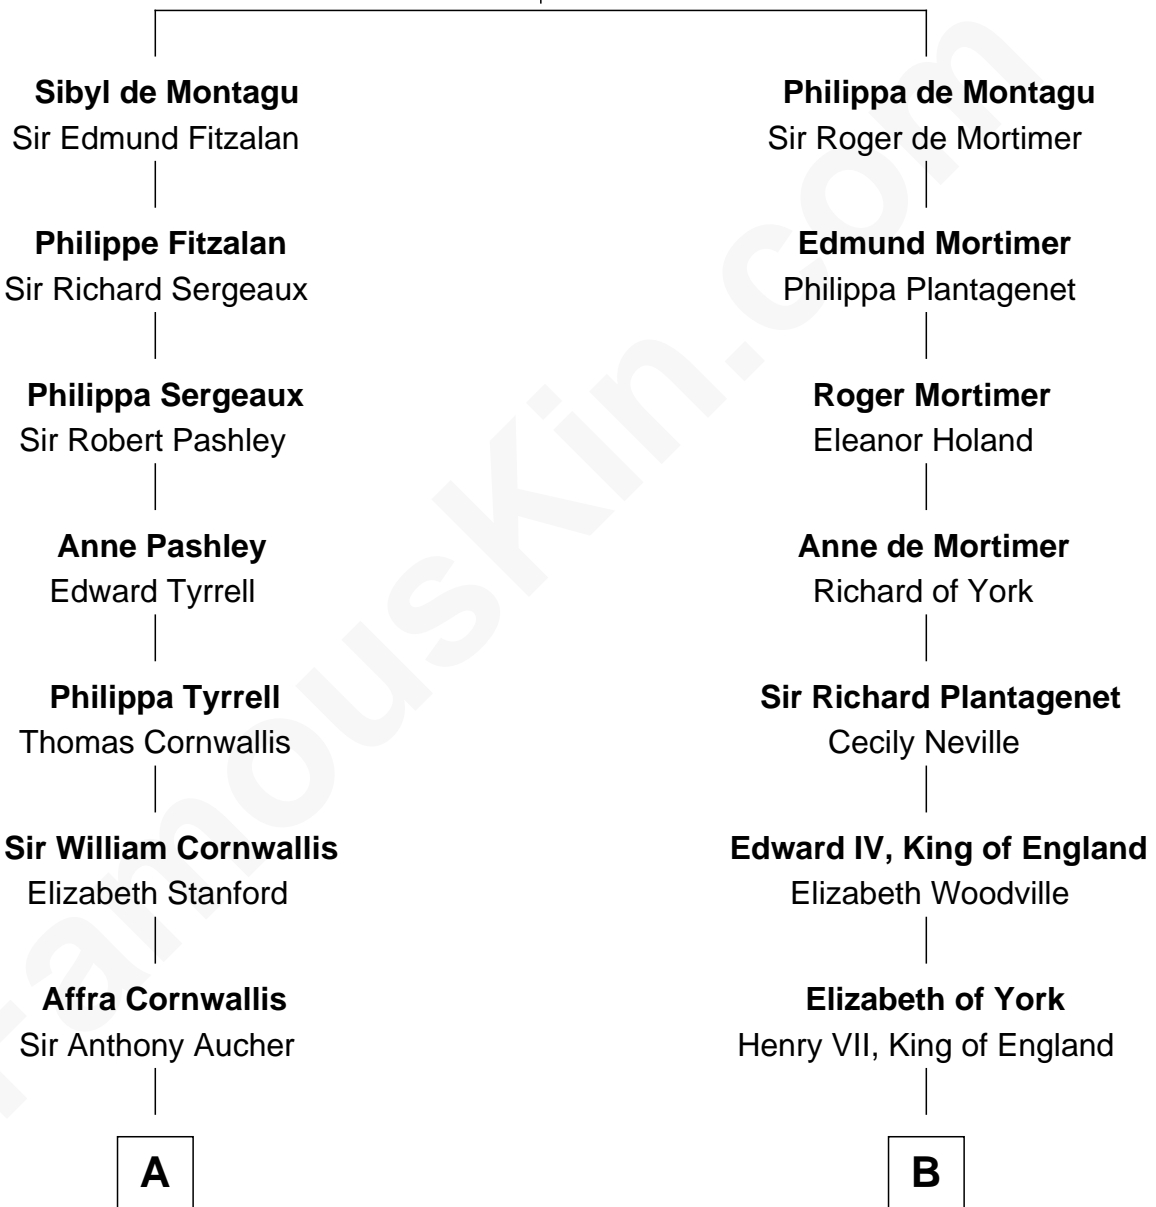 Sibyl de Montagu
Sir Edmund Fitzalan
Philippe Fitzalan
Sir Richard Sergeaux
Philippa Sergeaux
Sir Robert Pashley
Anne Pashley
Edward Tyrrell
Philippa Tyrrell
Thomas Cornwallis
Sir William Cornwallis
Elizabeth Stanford
Affra Cornwallis
Sir Anthony Aucher
A
Philippa de Montagu
Sir Roger de Mortimer
Edmund Mortimer
Philippa Plantagenet
Roger Mortimer
Eleanor Holand
Anne de Mortimer
Richard of York
Sir Richard Plantagenet
Cecily Neville
Edward IV, King of England
Elizabeth Woodville
Elizabeth of York
Henry VII, King of England
B
FamousKin.com